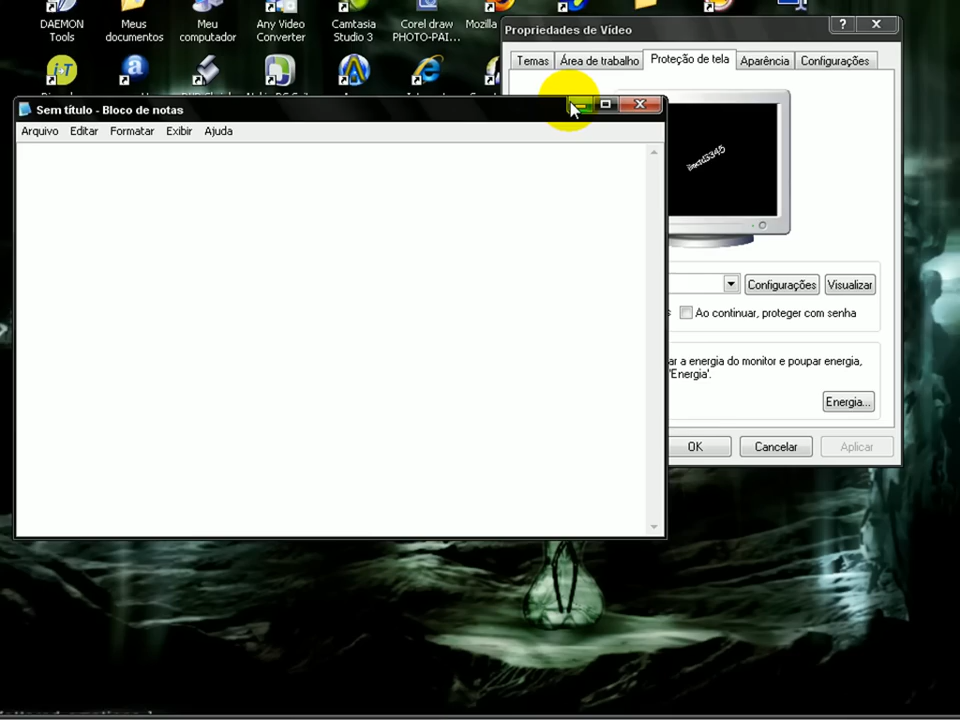 DAEMON Tools
Meus documentos
Meu computador
Any Video Converter
Camtasia Studio 3
Corel draw PHOTO-PAI...
Mozilla
Propriedades de Vídeo
Temas
Área de trabalho
Proteção de tela
Aparência
Configurações
Sem título - Bloco de notas
Arquivo Editar Formatar Exibir Ajuda
Configurações
Visualizar
Ao continuar, proteger com senha
ar a energia do monitor e poupar energia,
'Energia'.
Energia...
OK
Cancelar
Aplicar